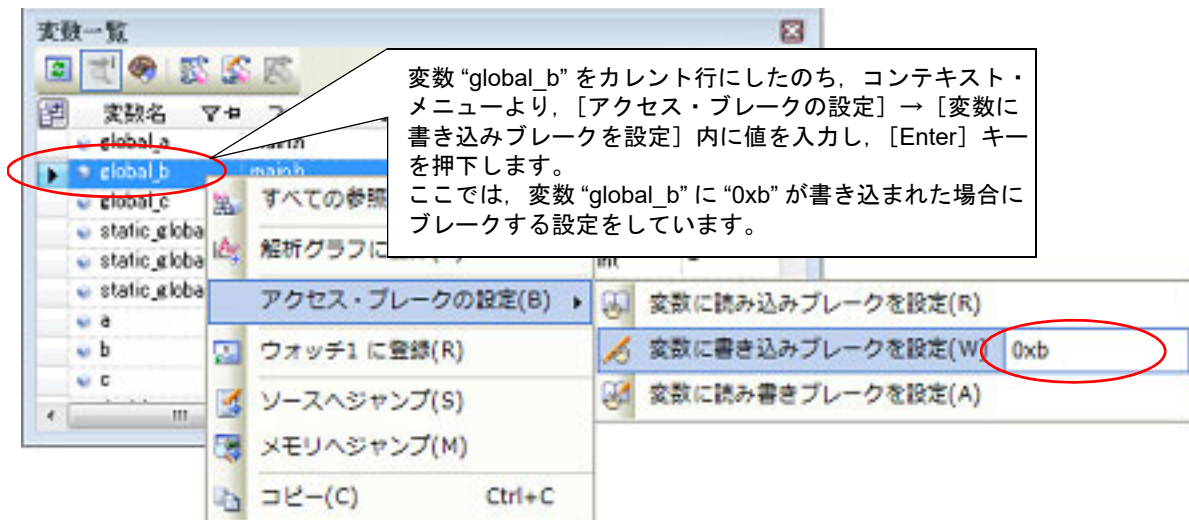 変数一覧
変数名
変数 “global_b” をカレント行にしたのち，コンテキスト・
メニューより，［アクセス・ブレークの設定］→［変数に
書き込みブレークを設定］内に値を入力し，［Enter］キー
を押下します。
ここでは，変数 “global_b” に “0xb” が書き込まれた場合に
ブレークする設定をしています。
global_a
global_b
global_c
static_globa
static_globa
static_globa
a
b
c
すべての参照
解析グラフに
int
アクセス・ブレークの設定(B)
ウォッチ1 に登録(R)
ソースへジャンプ(S)
メモリへジャンプ(M)
コピー(C) Ctrl+C
変数に読み込みブレークを設定(R)
変数に書き込みブレークを設定(W) 0xb
変数に読み書きブレークを設定(A)